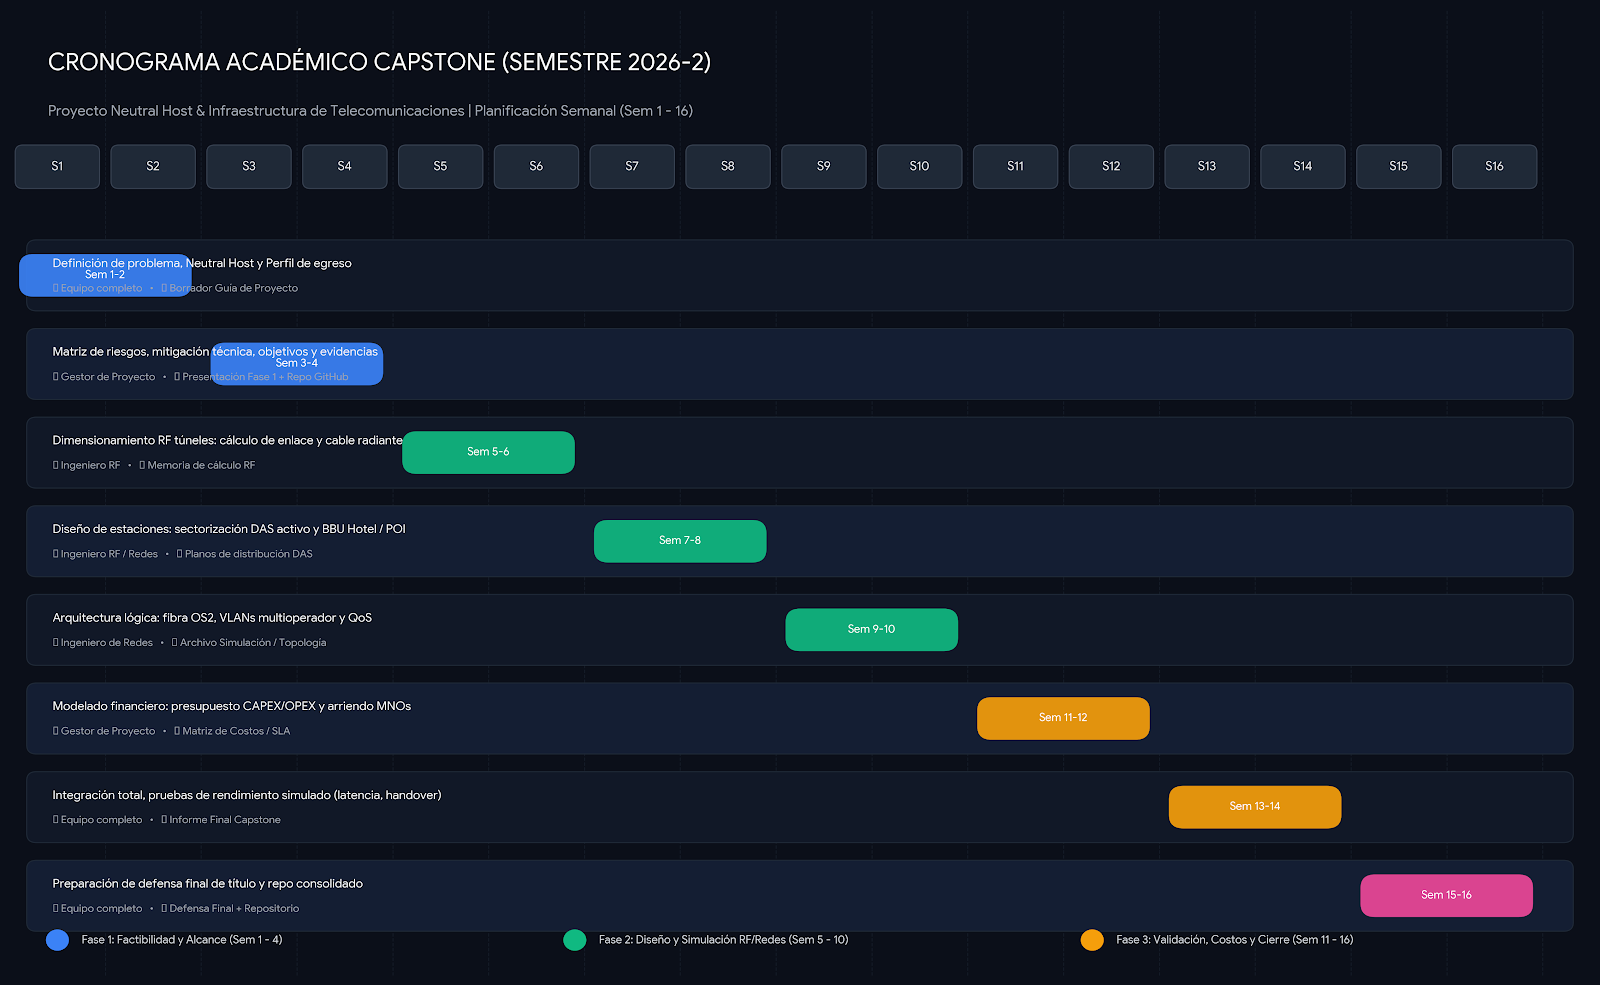 CRONOGRAMA ACADÉMICO CAPSTONE (SEMESTRE 2026-2)
Proyecto Neutral Host & Infraestructura de Telecomunicaciones | Planificación Semanal (Sem 1 - 16)
S1 S2 S3 S4 S5 S6 S7 S8 S9 S10 S11 S12 S13 S14 S15 S16
Definición de problema, Neutral Host y Perfil de egreso
Sem 1-2
Equipo completo • Borrador Guía de Proyecto
Matriz de riesgos, mitigación técnica, objetivos y evidencias
Sem 3-4
Gestor de Proyecto • Presentación Fase 1 + Repo GitHub
Dimensionamiento RF túneles: cálculo de enlace y cable radiante
Sem 5-6
Ingeniero RF • Memoria de cálculo RF
Diseño de estaciones: sectorización DAS activo y BBU Hotel / POI
Sem 7-8
Ingeniero RF / Redes • Planos de distribución DAS
Arquitectura lógica: fibra OS2, VLANs multioperador y QoS
Sem 9-10
Ingeniero de Redes • Archivo Simulación / Topología
Modelado financiero: presupuesto CAPEX/OPEX y arriendo MNOs
Sem 11-12
Gestor de Proyecto • Matriz de Costos / SLA
Integración total, pruebas de rendimiento simulado (latencia, handover)
Sem 13-14
Equipo completo • Informe Final Capstone
Preparación de defensa final de título y repo consolidado
Sem 15-16
Equipo completo • Defensa Final + Repositorio
Fase 1: Factibilidad y Alcance (Sem 1 - 4)
Fase 2: Diseño y Simulación RF/Redes (Sem 5 - 10)
Fase 3: Validación, Costos y Cierre (Sem 11 - 16)